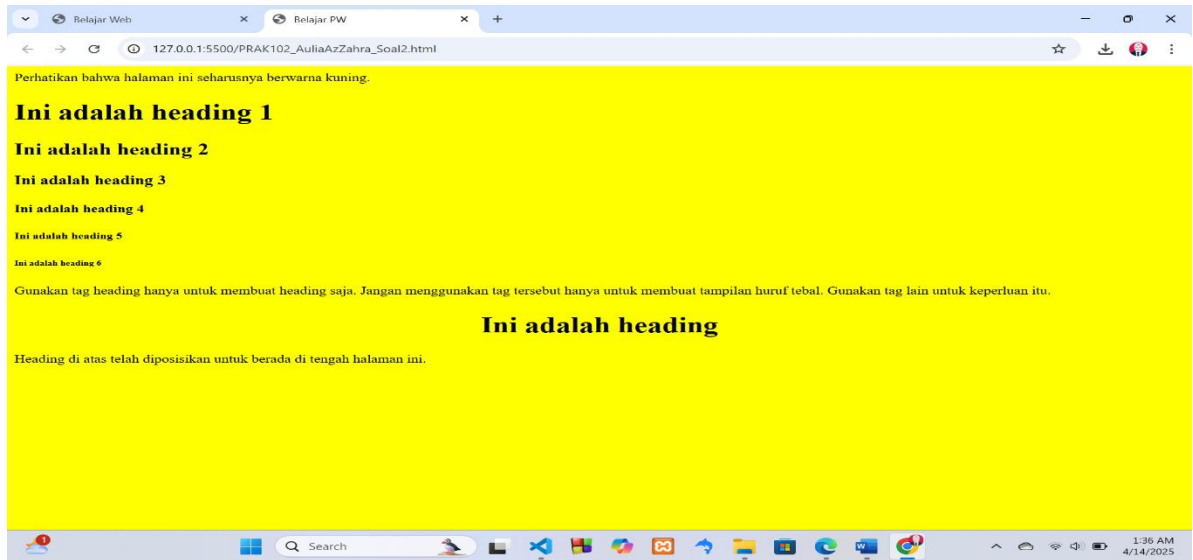 Belajar Web
Belajar PW
127.0.0.1:5500/PRAK102_AuliaAzZahra_Soal2.html
Perhatikan bahwa halaman ini seharusnya berwarna kuning.
Ini adalah heading 1
Ini adalah heading 2
Ini adalah heading 3
Ini adalah heading 4
Ini adalah heading 5
Ini adalah heading 6
Gunakan tag heading hanya untuk membuat heading saja. Jangan menggunakan tag tersebut hanya untuk membuat tampilan huruf tebal. Gunakan tag lain untuk keperluan itu.
Ini adalah heading
Heading di atas telah diposisikan untuk berada di tengah halaman ini.
1
Search
1:36 AM
4/14/2025